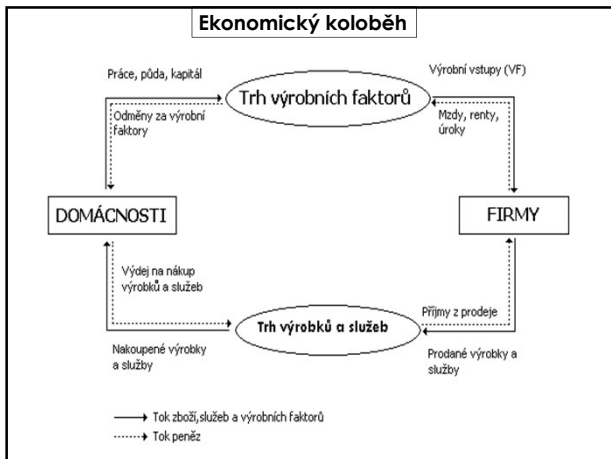 Ekonomický koloběh
Práce, půda, kapitál
Výrobní vstupy (VF)
Trh výrobních faktorů
Odměny za výrobní
faktory
Mzdy, renty,
úroky
DOMÁCNOSTI
FIRMY
Výdej na nákup
výrobků a služeb
Příjmy z prodeje
Trh výrobků a služeb
Nakoupené výrobky
a služby
Prodané výrobky a
služby
Tok zboží,služeb a výrobních faktorů
Tok peněz